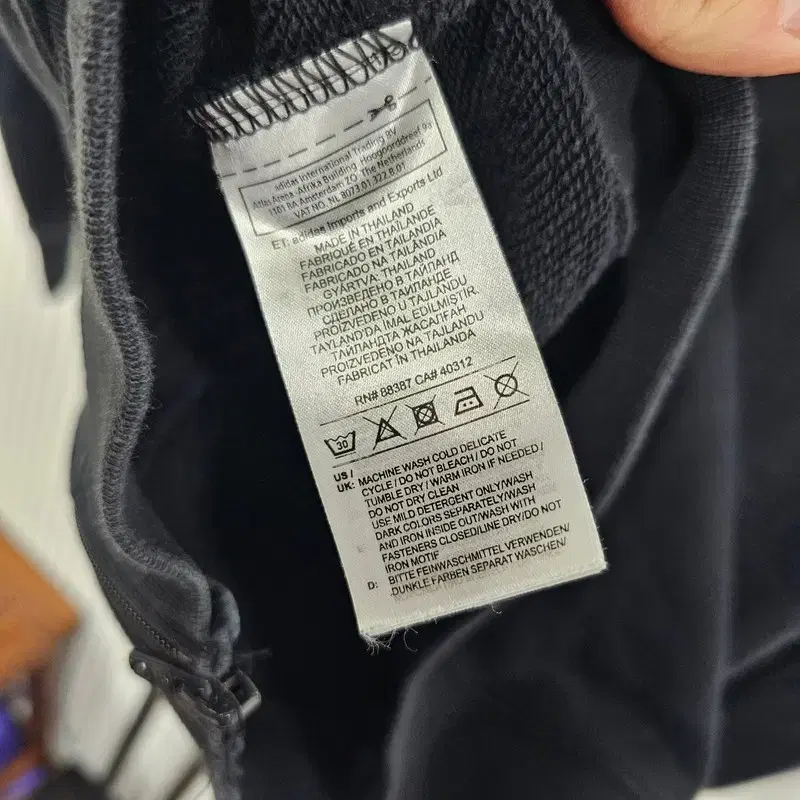 adidas International Trading BV
Atlas Arena -Afrika Building Hoogoorddreef 9a
1101 BA Amsterdam ZO, The Netherlands
VAT NO. NL 8073.01.322.B.01
ET: adidas Imports and Exports Ltd
MADE IN THAILAND
FABRIQUÉ EN THAÏLANDE
FABRICADO EN TAILANDIA
FABRICADO NA TAILÂNDIA
GYÁRTVA: THAILAND
ПРОИЗВЕДЕНО В ТАЙЛАНД
СДЕЛАНО В ТАИЛАНДЕ
PROIZVEDENO U TAJLANDU
TAYLAND'DA İMAL EDİLMİŞTİR.
ТАЙЛАНДТА ЖАСАЛҒАН
PROIZVEDENO NA TAJLANDU
FABRICAT ÎN THAILANDA
RN# 88387 CA# 40312
30
US /
UK: MACHINE WASH COLD DELICATE
CYCLE / DO NOT BLEACH / DO NOT
TUMBLE DRY / WARM IRON IF NEEDED /
DO NOT DRY CLEAN
USE MILD DETERGENT ONLY/WASH
DARK COLORS SEPARATELY/WASH
AND IRON INSIDE OUT/WASH WITH
FASTENERS CLOSED/LINE DRY/DO NOT
IRON MOTIF
D: BITTE FEINWASCHMITTEL VERWENDEN/
DUNKLE FARBEN SEPARAT WASCHEN/